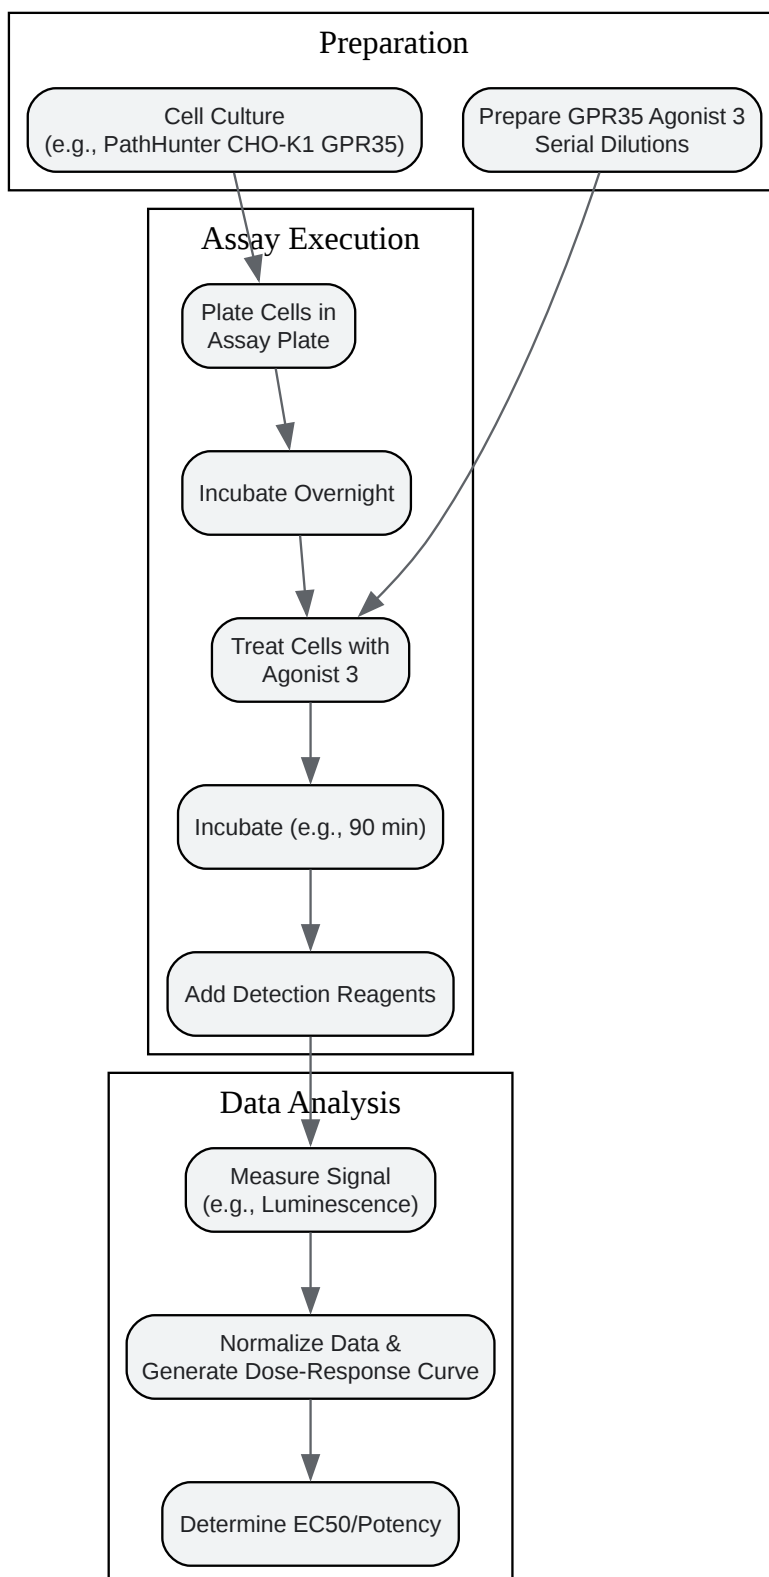 Preparation
Cell Culture
(e.g., PathHunter CHO-K1 GPR35)
Prepare GPR35 Agonist 3
Serial Dilutions
Assay Execution
Plate Cells in
Assay Plate
Incubate Overnight
Treat Cells with
Agonist 3
Incubate (e.g., 90 min)
Add Detection Reagents
Data Analysis
Measure Signal
(e.g., Luminescence)
Normalize Data &
Generate Dose-Response Curve
Determine EC50/Potency